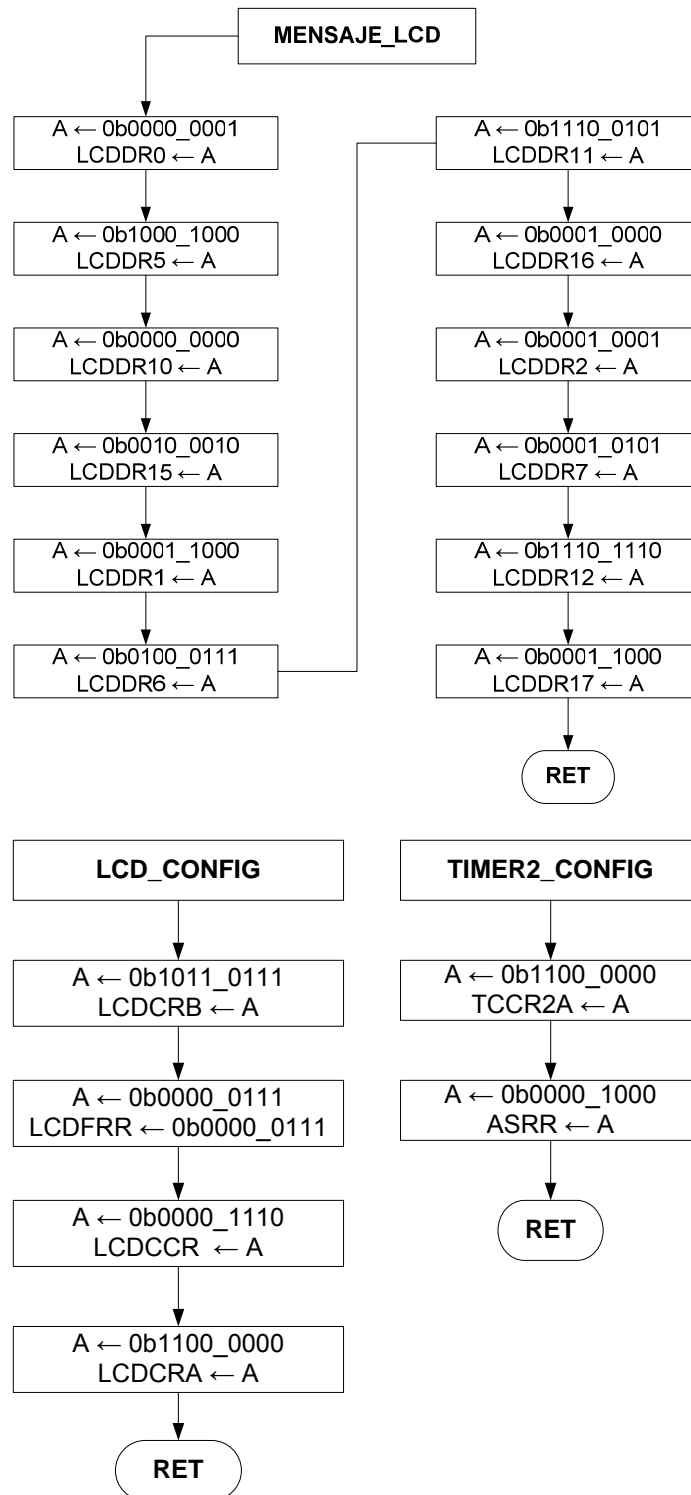 MENSAJE_LCD
A ← 0b0000_0001
LCDDR0 ← A
A ← 0b1000_1000
LCDDR5 ← A
A ← 0b0000_0000
LCDDR10 ← A
A ← 0b0010_0010
LCDDR15 ← A
A ← 0b0001_1000
LCDDR1 ← A
A ← 0b0100_0111
LCDDR6 ← A
A ← 0b1110_0101
LCDDR11 ← A
A ← 0b0001_0000
LCDDR16 ← A
A ← 0b0001_0001
LCDDR2 ← A
A ← 0b0001_0101
LCDDR7 ← A
A ← 0b1110_1110
LCDDR12 ← A
A ← 0b0001_1000
LCDDR17 ← A
RET
LCD_CONFIG
A ← 0b1011_0111
LCDCRB ← A
A ← 0b0000_0111
LCDFRR ← 0b0000_0111
A ← 0b0000_1110
LCDCCR ← A
A ← 0b1100_0000
LCDCRA ← A
RET
TIMER2_CONFIG
A ← 0b1100_0000
TCCR2A ← A
A ← 0b0000_1000
ASRR ← A
RET